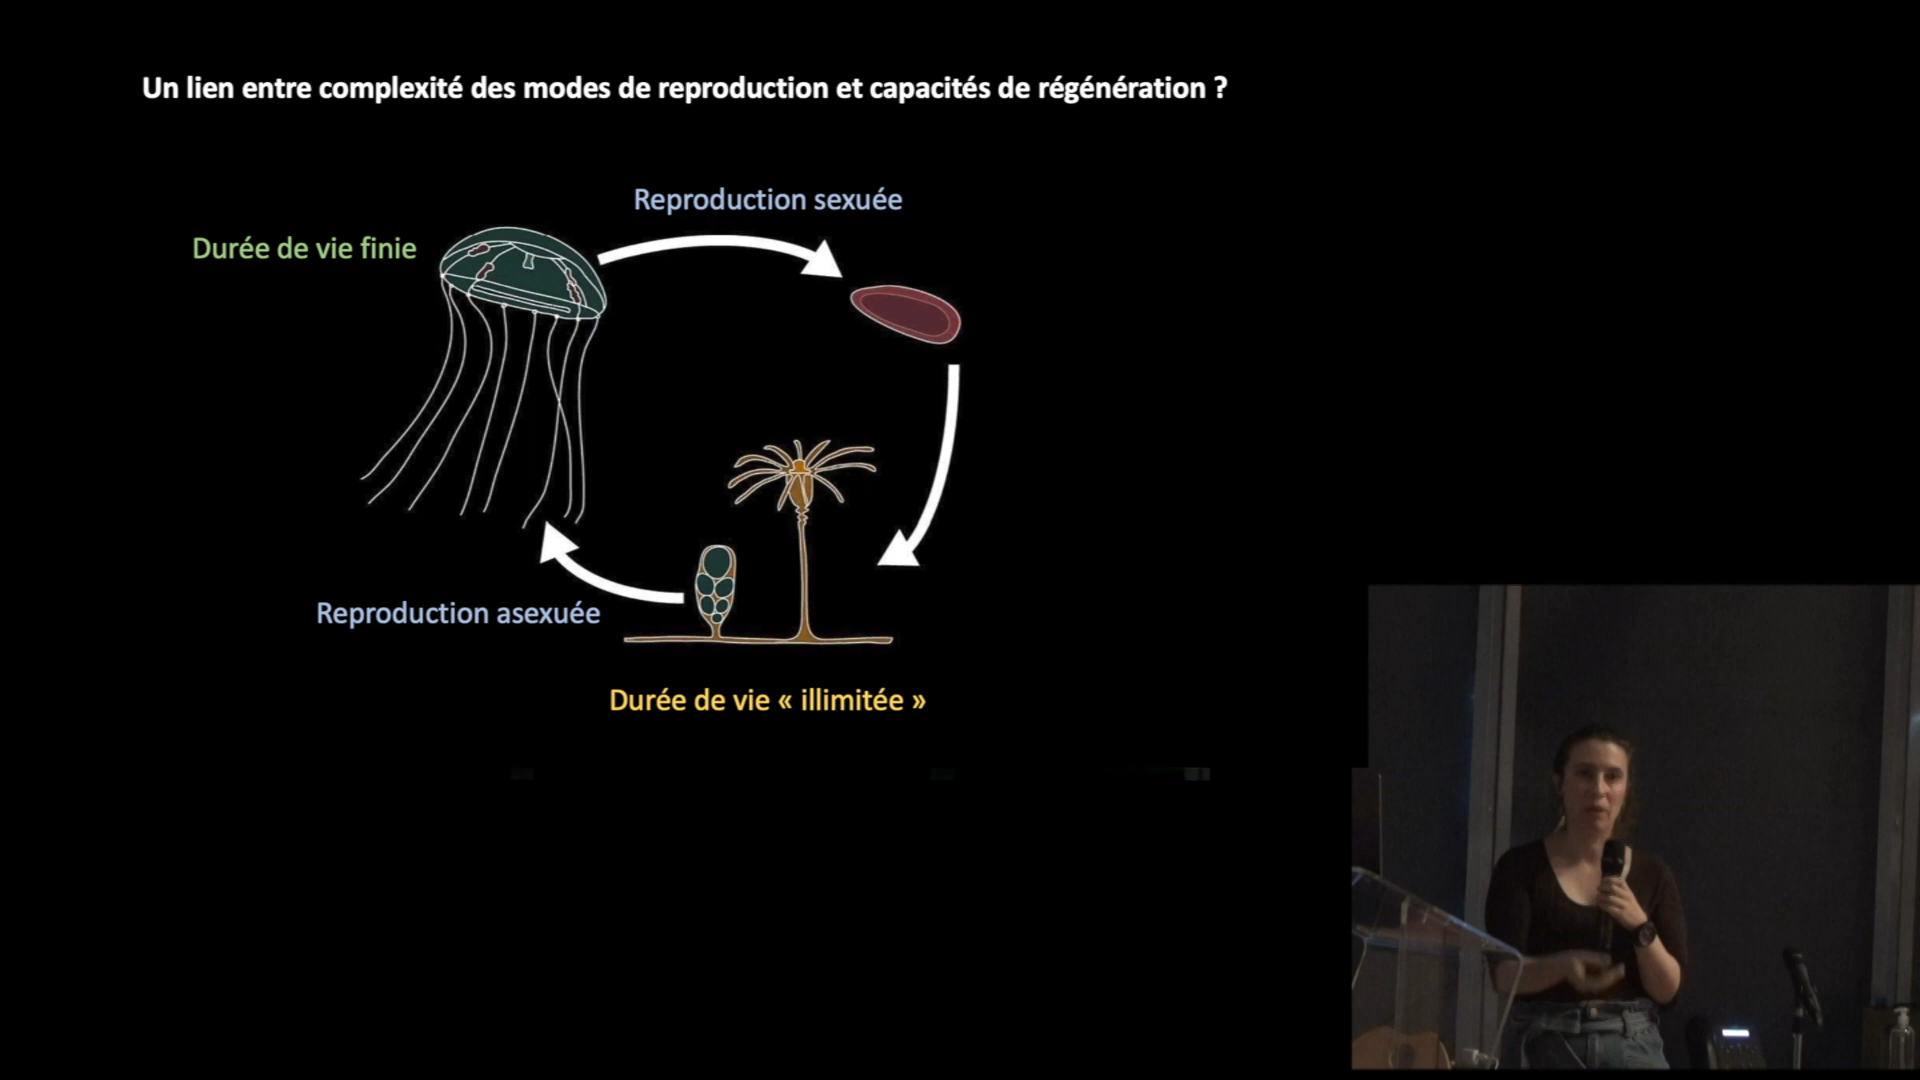 Un lien entre complexité des modes de reproduction et capacités de régénération ?
Reproduction sexuée
Durée de vie finie
Reproduction asexuée
Durée de vie « illimitée »